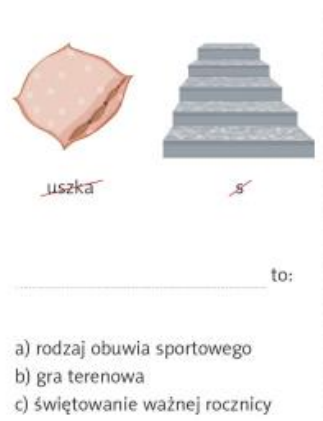 uszka s
to:
a) rodzaj obuwia sportowego
b) gra terenowa
c) świętowanie ważnej rocznicy